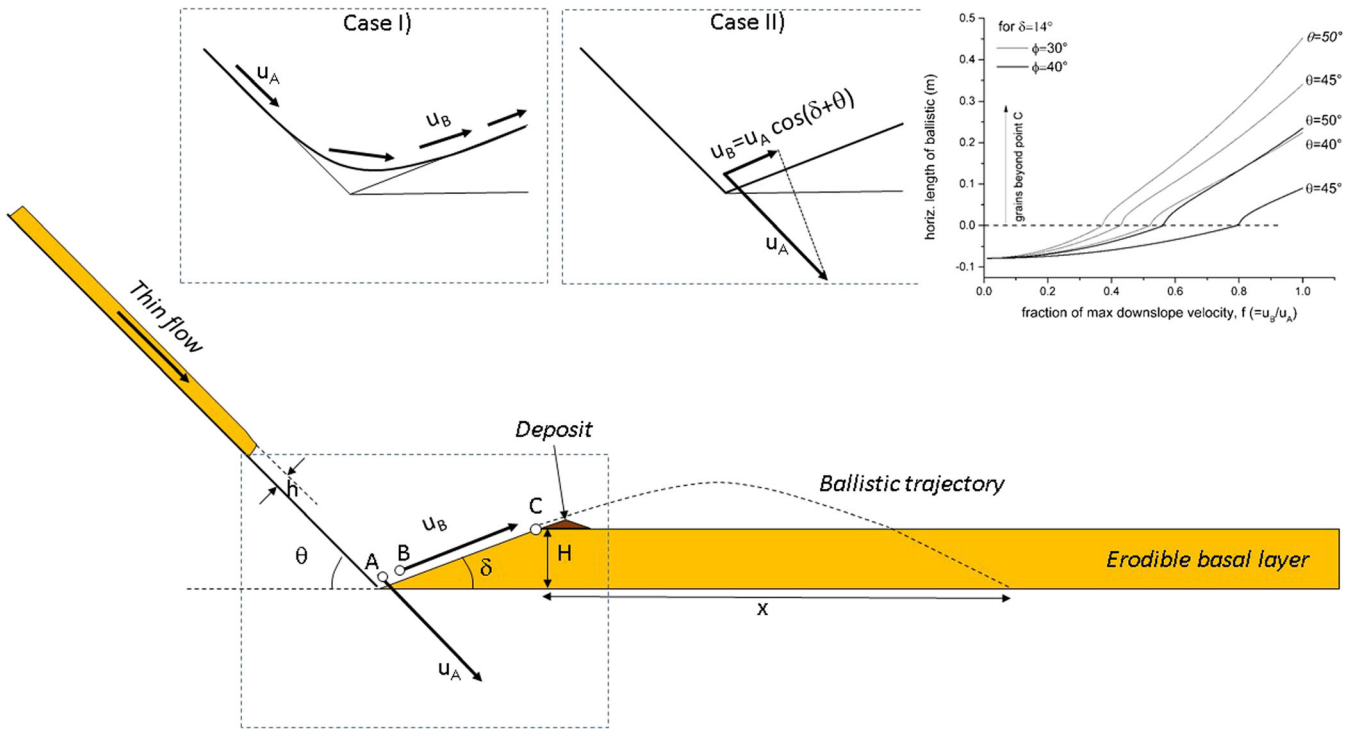 Case I)
u_A
u_B
Case II)
u_B=u_A cos(δ+θ)
u_A
for δ=14°
ϕ=30°
ϕ=40°
θ=50°
θ=45°
θ=50°
θ=40°
θ=45°
grains beyond point C
horiz. length of ballistic (m)
0.5
0.4
0.3
0.2
0.1
0.0
-0.1
0.0
0.2
0.4
0.6
0.8
1.0
fraction of max downslope velocity, f (=u_B/u_A)
Thin flow
h
θ
A
B
u_B
C
δ
H
Deposit
Ballistic trajectory
Erodible basal layer
x
u_A